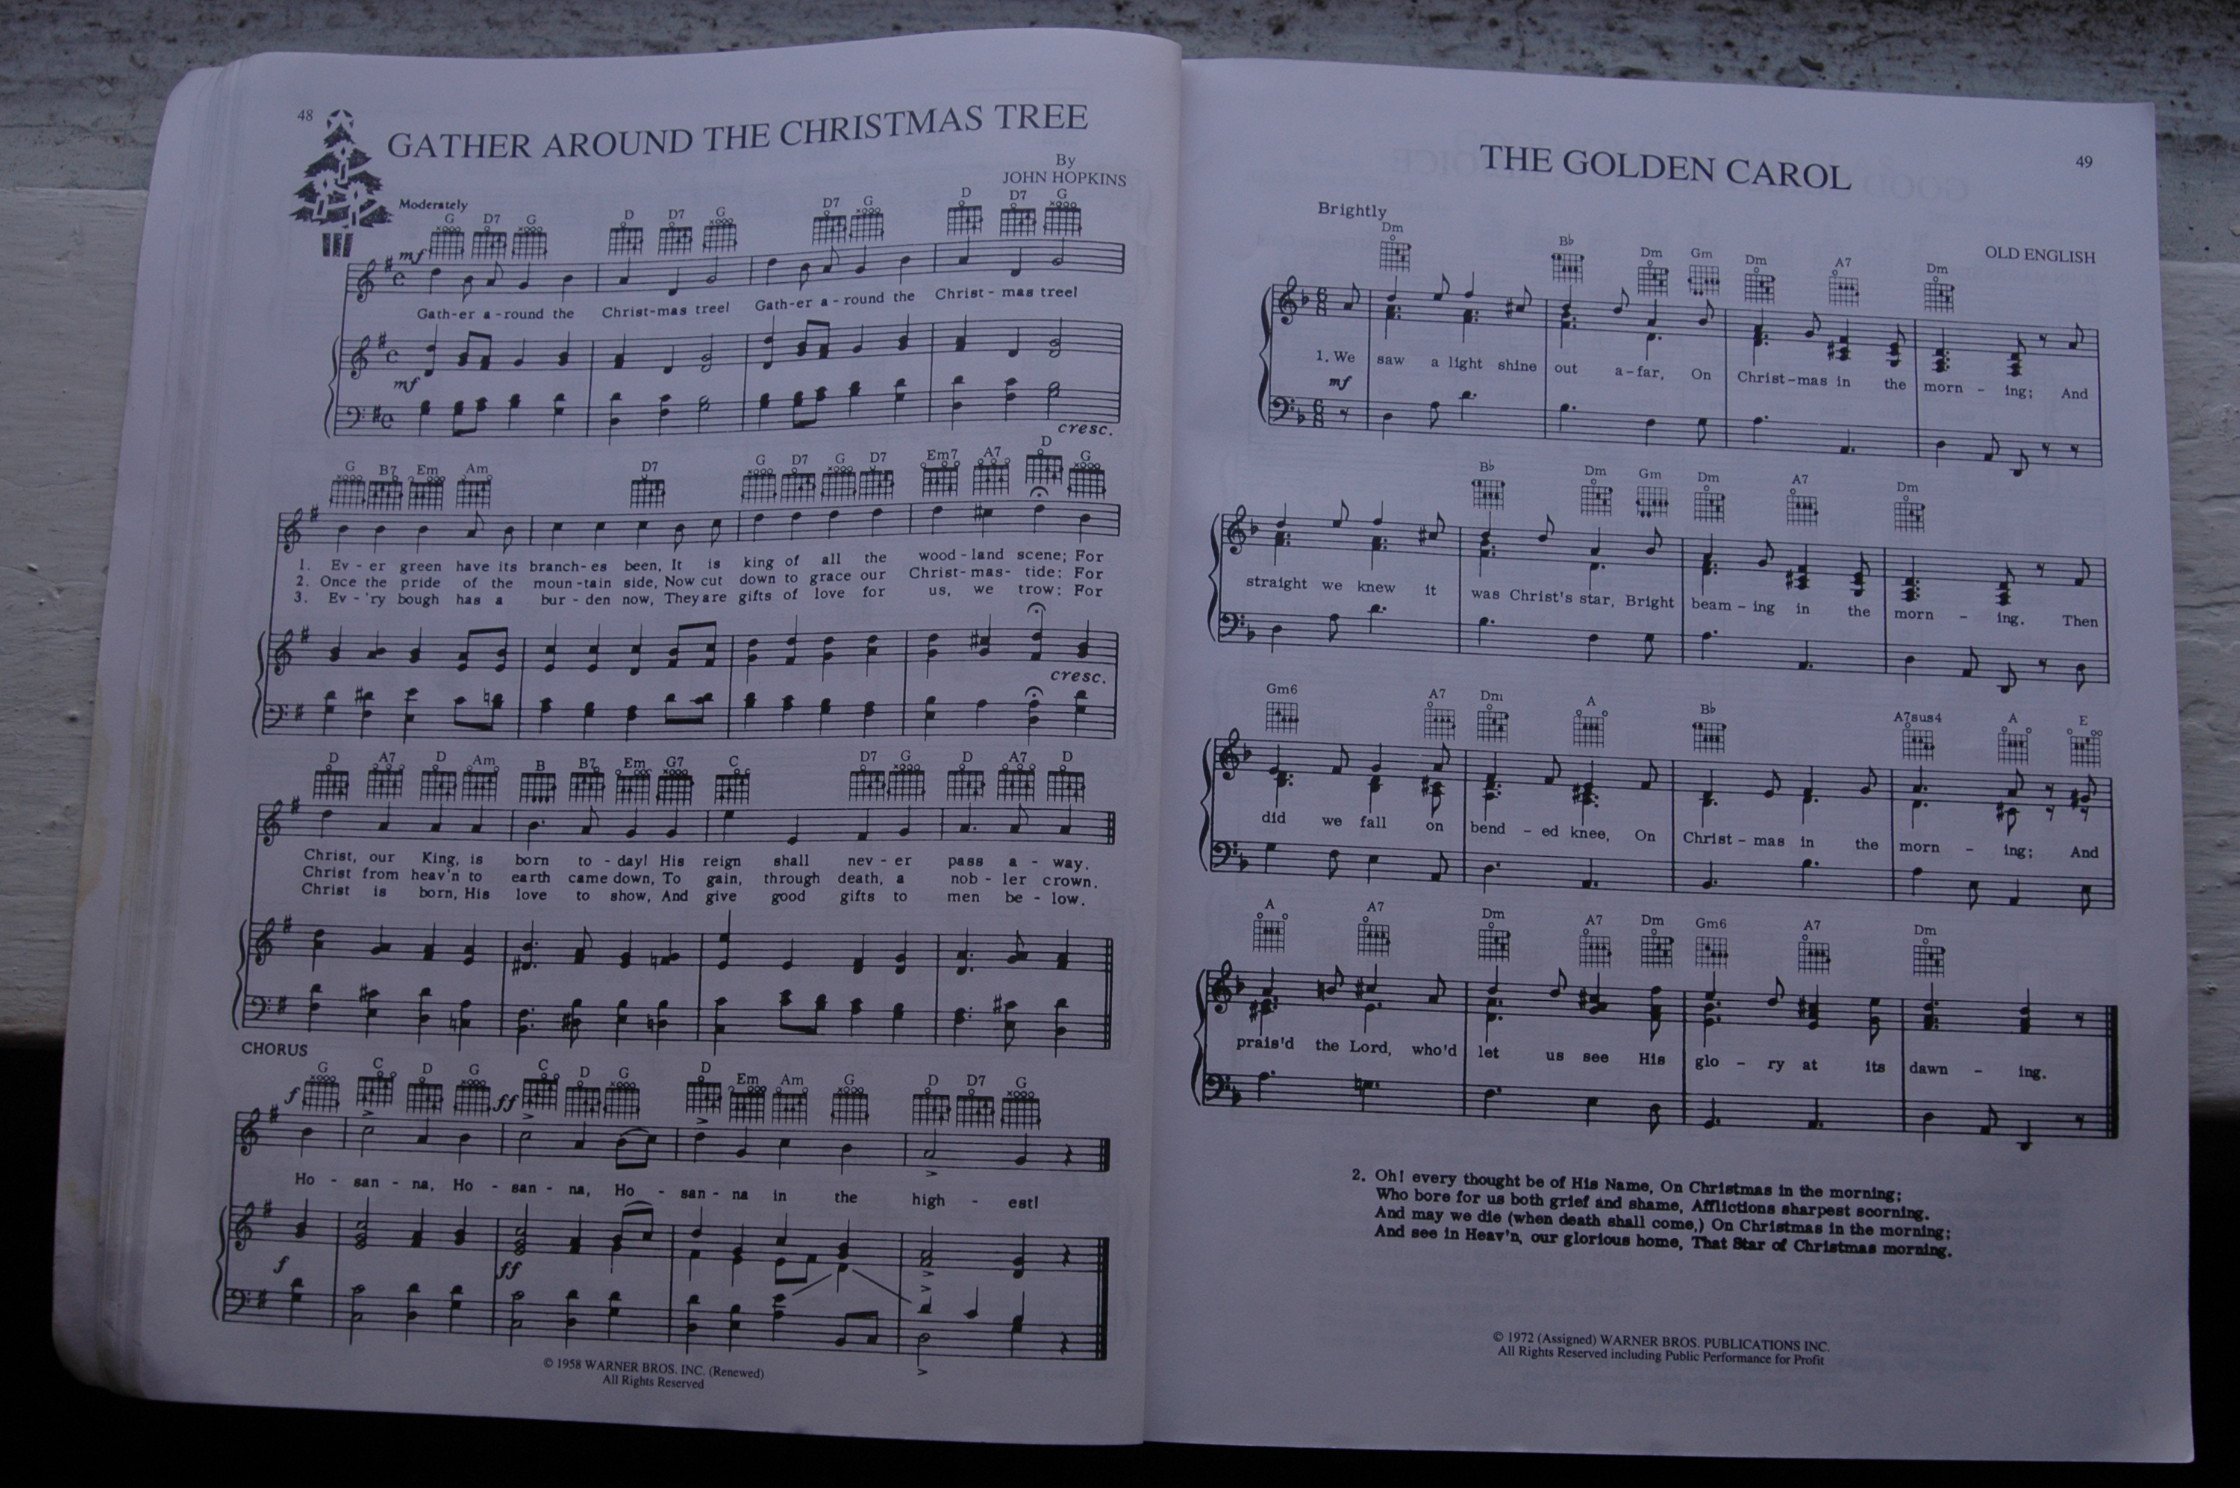 48
GATHER AROUND THE CHRISTMAS TREE
By
JOHN HOPKINS
Moderately
G D7 G D D7 G D7 G D D7 G
mf
Gath-er a-round the Christ-mas tree! Gath-er a-round the Christ-mas tree!
mf
cresc.
G B7 Em Am D7 G D7 G D7 Em7 A7 D G
1. Ev-er green have its branch-es been, It is king of all the wood-land scene; For
2. Once the pride of the moun-tain side, Now cut down to grace our Christ-mas-tide: For
3. Ev-'ry bough has a bur-den now, They are gifts of love for us, we trow: For
cresc.
D A7 D Am B B7 Em G7 C D7 G D A7 D
Christ, our King, is born to-day! His reign shall nev-er pass a-way.
Christ from heav'n to earth came down, To gain, through death, a nob-ler crown.
Christ is born, His love to show, And give good gifts to men be-low.
CHORUS
G C D G C D G D Em Am G D D7 G
f ff
Ho-san-na, Ho-san-na, Ho-san-na in the high-est!
f ff
© 1958 WARNER BROS. INC. (Renewed)
All Rights Reserved
THE GOLDEN CAROL
49
Brightly
OLD ENGLISH
Dm B♭ Dm Gm Dm A7 Dm
1. We saw a light shine out a-far, On Christ-mas in the morn-ing; And
mf
B♭ Dm Gm Dm A7 Dm
straight we knew it was Christ's star, Bright beam-ing in the morn-ing. Then
Gm6 A7 Dm A B♭ A7sus4 A E
did we fall on bend-ed knee, On Christ-mas in the morn-ing; And
A A7 Dm A7 Dm Gm6 A7 Dm
prais'd the Lord, who'd let us see His glo-ry at its dawn-ing.
2. Oh! every thought be of His Name, On Christmas in the morning;
Who bore for us both grief and shame, Afflictions sharpest scorning.
And may we die (when death shall come,) On Christmas in the morning;
And see in Heav'n, our glorious home, That Star of Christmas morning.
© 1972 (Assigned) WARNER BROS. PUBLICATIONS INC.
All Rights Reserved including Public Performance for Profit